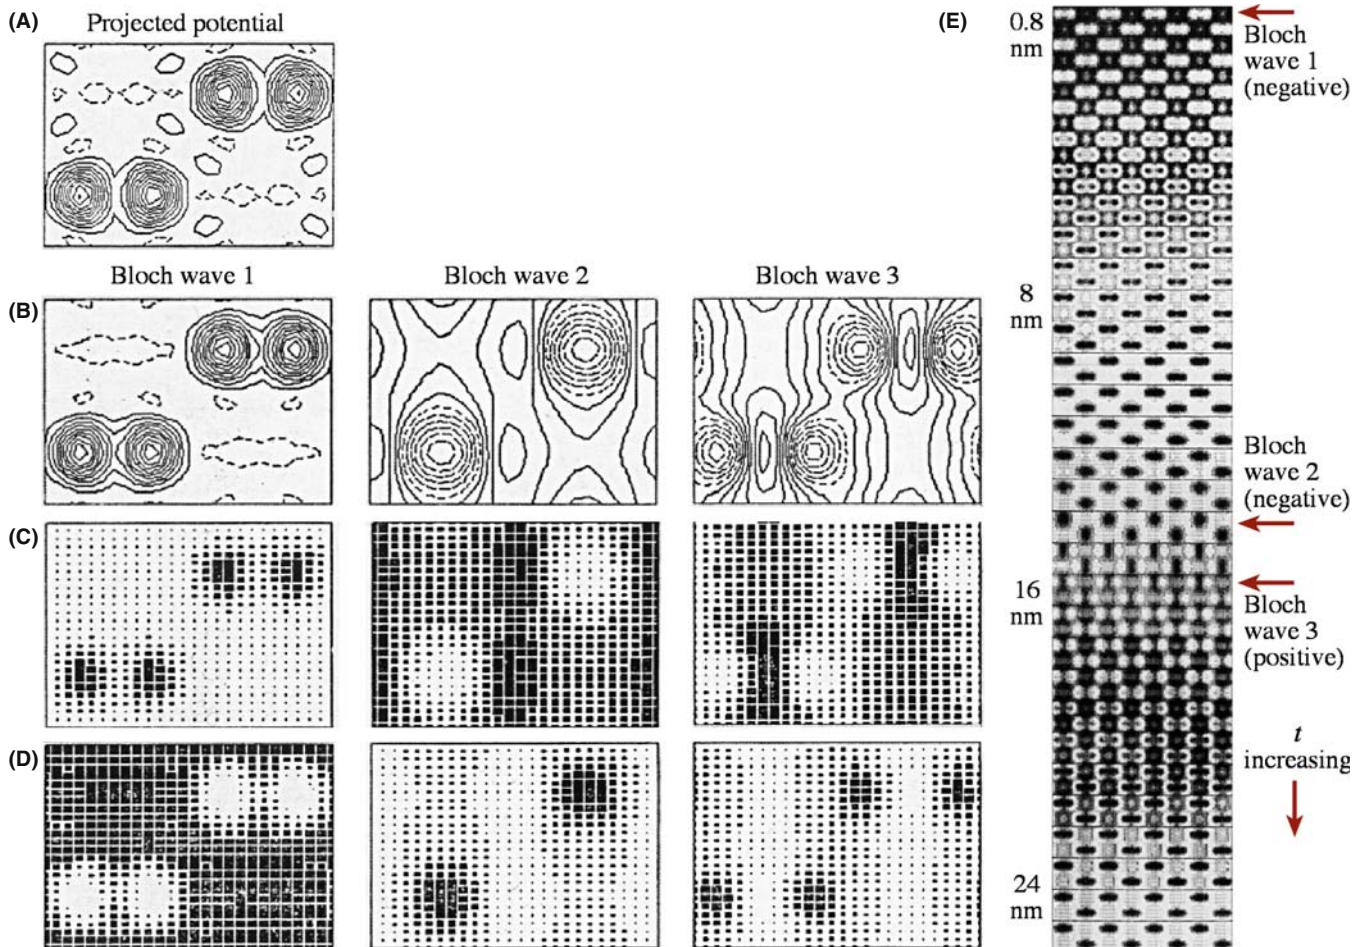 (A)
Projected potential
Bloch wave 1
Bloch wave 2
Bloch wave 3
(B)
(C)
(D)
(E)
0.8
nm
Bloch
wave 1
(negative)
8
nm
Bloch
wave 2
(negative)
16
nm
Bloch
wave 3
(positive)
t
increasing
24
nm